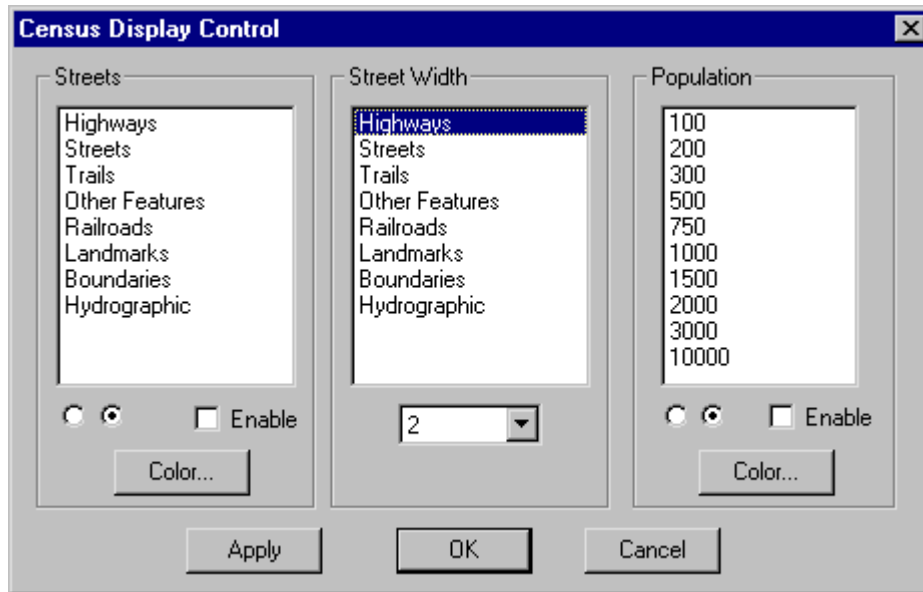 Census Display Control
Streets
Highways
Streets
Trails
Other Features
Railroads
Landmarks
Boundaries
Hydrographic
Enable
Color...
Street Width
Highways
Streets
Trails
Other Features
Railroads
Landmarks
Boundaries
Hydrographic
2
Population
100
200
300
500
750
1000
1500
2000
3000
10000
Enable
Color...
Apply
OK
Cancel